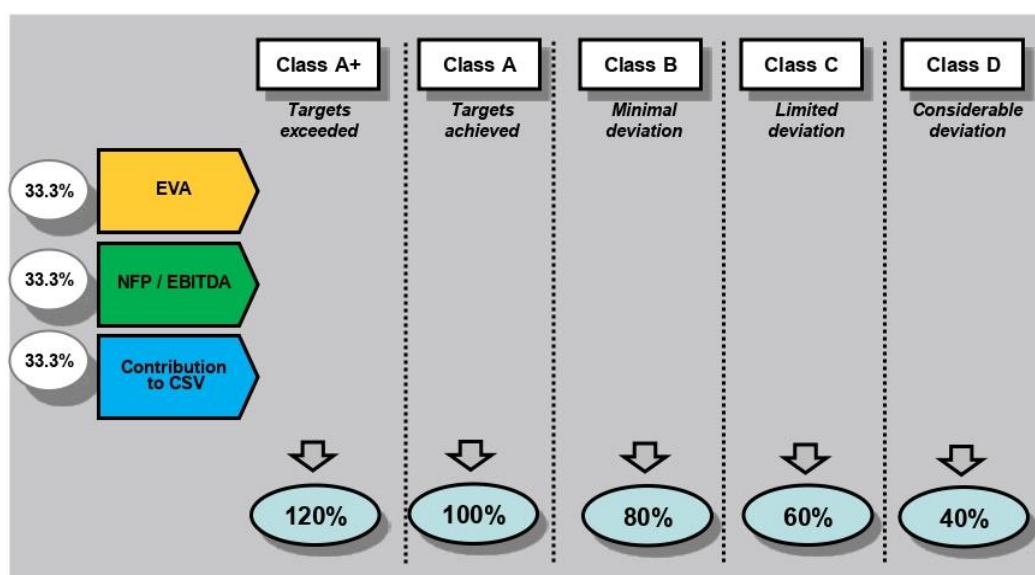 Class A+
Class A
Class B
Class C
Class D
Targets
exceeded
Targets
achieved
Minimal
deviation
Limited
deviation
Considerable
deviation
33.3%
EVA
33.3%
NFP / EBITDA
33.3%
Contribution
to CSV
120%
100%
80%
60%
40%